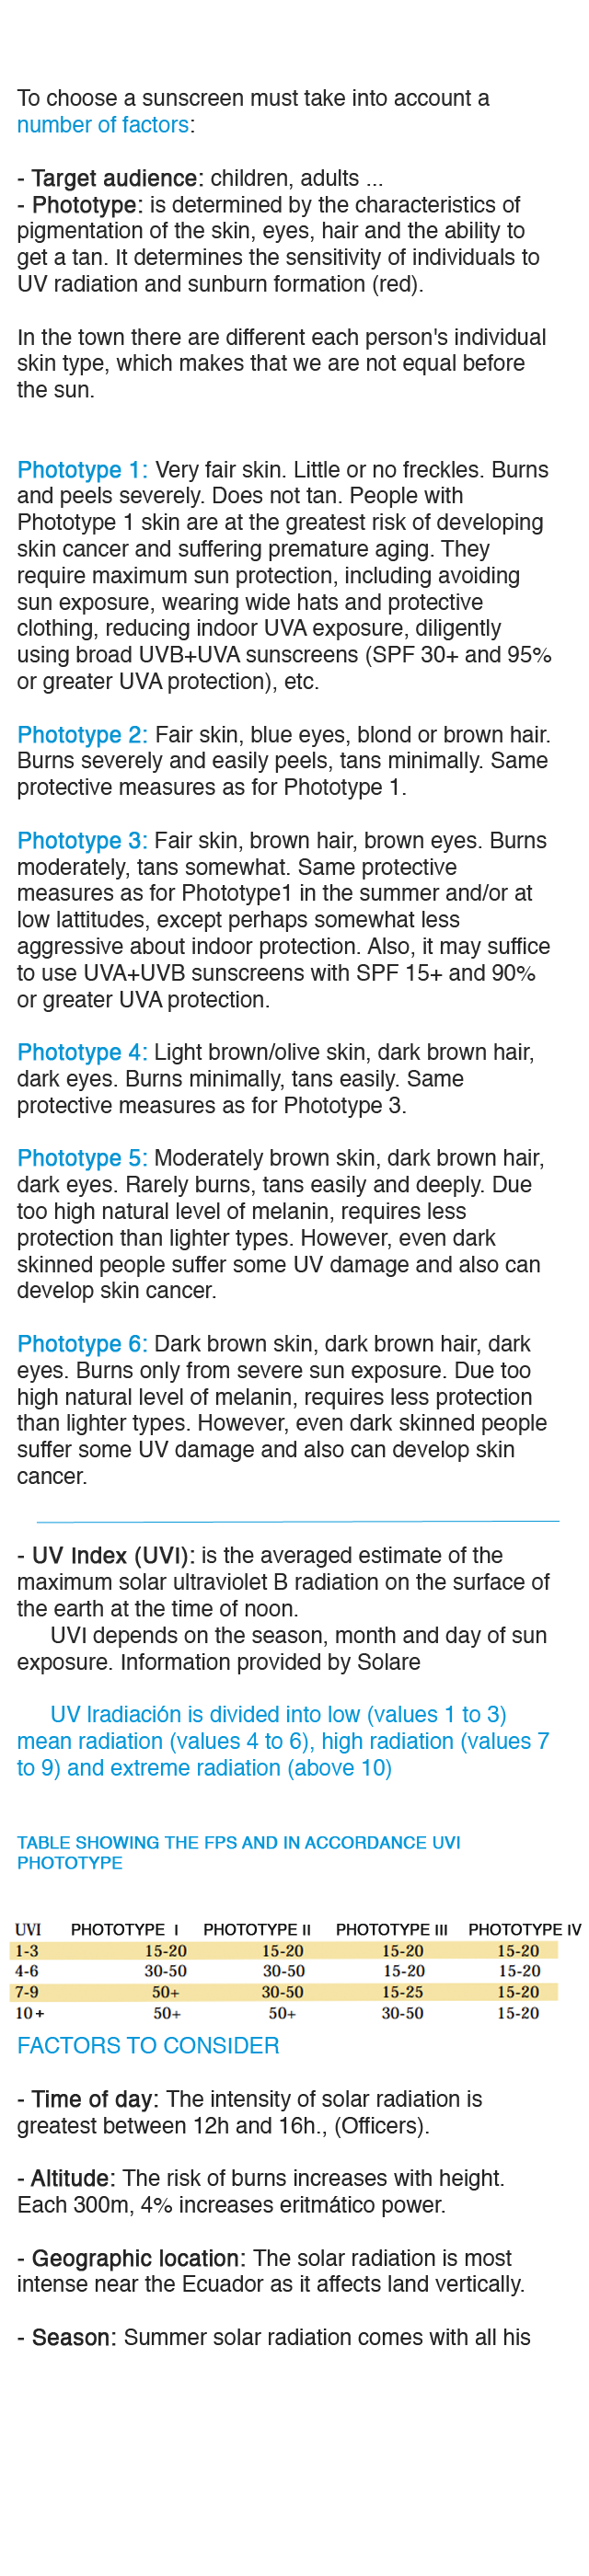 To choose a sunscreen must take into account a
number of factors:
- Target audience: children, adults ...
- Phototype: is determined by the characteristics of
pigmentation of the skin, eyes, hair and the ability to
get a tan. It determines the sensitivity of individuals to
UV radiation and sunburn formation (red).
In the town there are different each person's individual
skin type, which makes that we are not equal before
the sun.
Phototype 1: Very fair skin. Little or no freckles. Burns
and peels severely. Does not tan. People with
Phototype 1 skin are at the greatest risk of developing
skin cancer and suffering premature aging. They
require maximum sun protection, including avoiding
sun exposure, wearing wide hats and protective
clothing, reducing indoor UVA exposure, diligently
using broad UVB+UVA sunscreens (SPF 30+ and 95%
or greater UVA protection), etc.
Phototype 2: Fair skin, blue eyes, blond or brown hair.
Burns severely and easily peels, tans minimally. Same
protective measures as for Phototype 1.
Phototype 3: Fair skin, brown hair, brown eyes. Burns
moderately, tans somewhat. Same protective
measures as for Phototype1 in the summer and/or at
low lattitudes, except perhaps somewhat less
aggressive about indoor protection. Also, it may suffice
to use UVA+UVB sunscreens with SPF 15+ and 90%
or greater UVA protection.
Phototype 4: Light brown/olive skin, dark brown hair,
dark eyes. Burns minimally, tans easily. Same
protective measures as for Phototype 3.
Phototype 5: Moderately brown skin, dark brown hair,
dark eyes. Rarely burns, tans easily and deeply. Due
too high natural level of melanin, requires less
protection than lighter types. However, even dark
skinned people suffer some UV damage and also can
develop skin cancer.
Phototype 6: Dark brown skin, dark brown hair, dark
eyes. Burns only from severe sun exposure. Due too
high natural level of melanin, requires less protection
than lighter types. However, even dark skinned people
suffer some UV damage and also can develop skin
cancer.
- UV Index (UVI): is the averaged estimate of the
maximum solar ultraviolet B radiation on the surface of
the earth at the time of noon.
UVI depends on the season, month and day of sun
exposure. Information provided by Solare
UV Iradiación is divided into low (values 1 to 3)
mean radiation (values 4 to 6), high radiation (values 7
to 9) and extreme radiation (above 10)
TABLE SHOWING THE FPS AND IN ACCORDANCE UVI
PHOTOTYPE
UVI PHOTOTYPE I PHOTOTYPE II PHOTOTYPE III PHOTOTYPE IV
1-3 15-20 15-20 15-20 15-20
4-6 30-50 30-50 15-20 15-20
7-9 50+ 30-50 15-25 15-20
10+ 50+ 50+ 30-50 15-20
FACTORS TO CONSIDER
- Time of day: The intensity of solar radiation is
greatest between 12h and 16h., (Officers).
- Altitude: The risk of burns increases with height.
Each 300m, 4% increases eritmático power.
- Geographic location: The solar radiation is most
intense near the Ecuador as it affects land vertically.
- Season: Summer solar radiation comes with all his